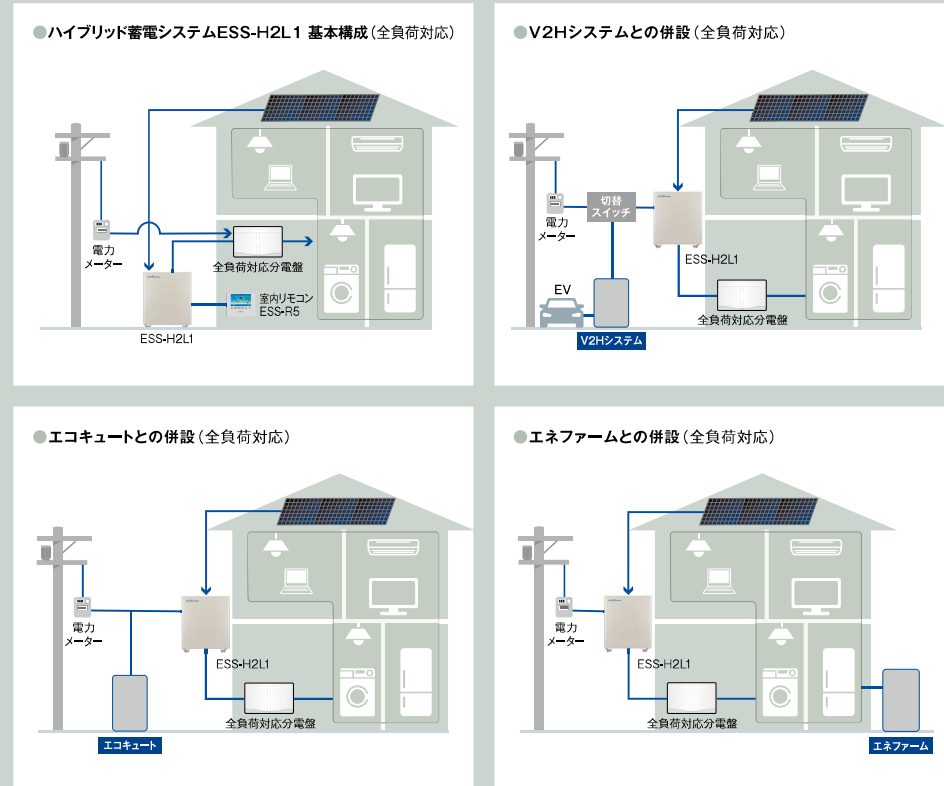 ●ハイブリッド蓄電システムESS-H2L1 基本構成(全負荷対応)
電力
メーター
全負荷対応分電盤
室内リモコン
ESS-R5
ESS-H2L1
●V2Hシステムとの併設(全負荷対応)
電力
メーター
切替
スイッチ
ESS-H2L1
EV
全負荷対応分電盤
V2Hシステム
●エコキュートとの併設(全負荷対応)
電力
メーター
ESS-H2L1
全負荷対応分電盤
エコキュート
●エネファームとの併設(全負荷対応)
電力
メーター
ESS-H2L1
全負荷対応分電盤
エネファーム